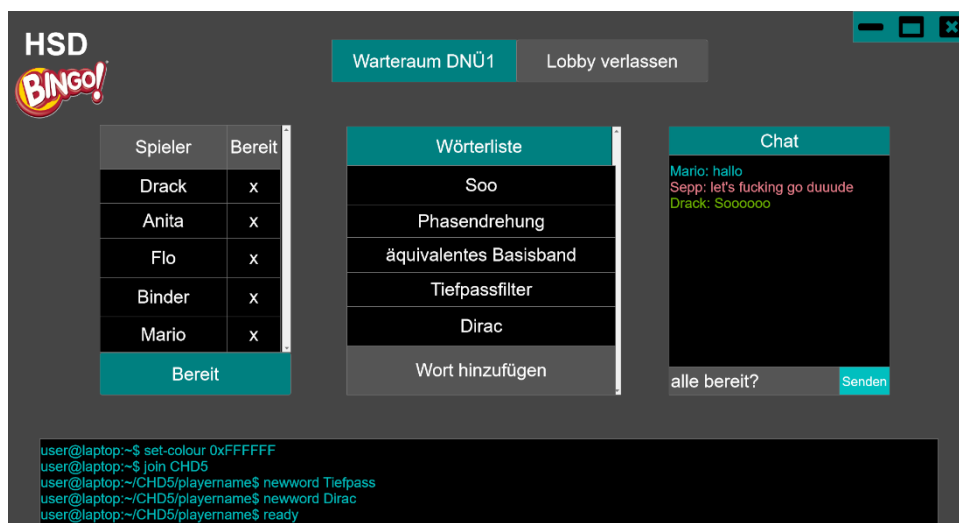 HSD
BINGO!
Warteraum DNÜ1
Lobby verlassen
Spieler Bereit
Drack x
Anita x
Flo x
Binder x
Mario x
Bereit
Wörterliste
Soo
Phasendrehung
äquivalentes Basisband
Tiefpassfilter
Dirac
Wort hinzufügen
Chat
Mario: hallo
Sepp: let's fucking go duuude
Drack: Soooooo
alle bereit? Senden
user@laptop:~$ set-colour 0xFFFFFF
user@laptop:~$ join CHD5
user@laptop:~/CHD5/playername$ newword Tiefpass
user@laptop:~/CHD5/playername$ newword Dirac
user@laptop:~/CHD5/playername$ ready